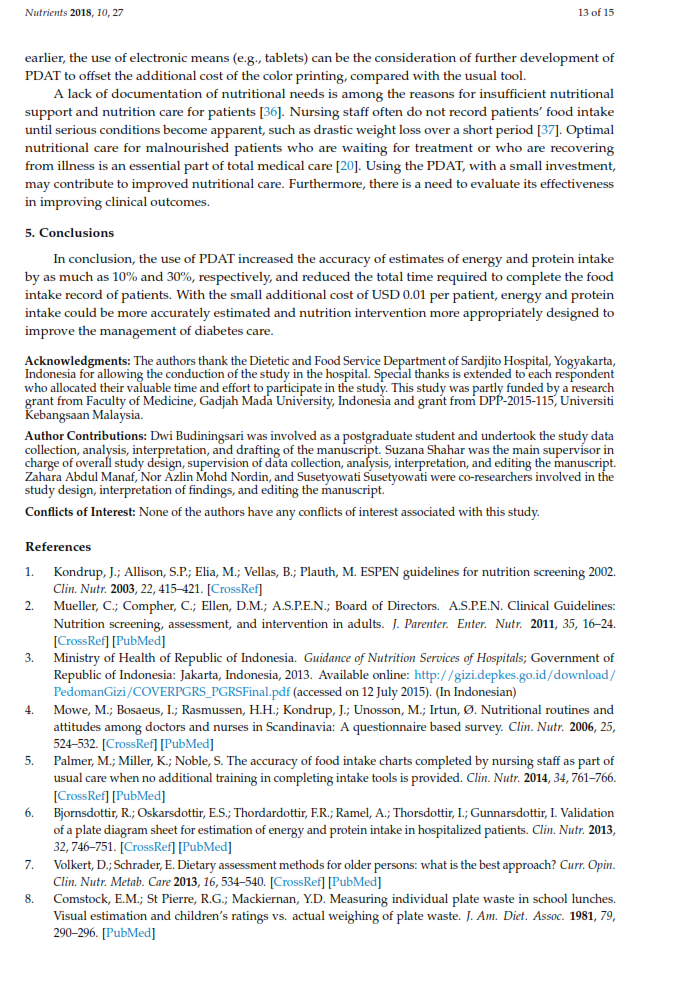 Nutrients 2018, 10, 27
13 of 15
earlier, the use of electronic means (e.g., tablets) can be the consideration of further development of
PDAT to offset the additional cost of the color printing, compared with the usual tool.
A lack of documentation of nutritional needs is among the reasons for insufficient nutritional
support and nutrition care for patients [36]. Nursing staff often do not record patients' food intake
until serious conditions become apparent, such as drastic weight loss over a short period [37]. Optimal
nutritional care for malnourished patients who are waiting for treatment or who are recovering
from illness is an essential part of total medical care [20]. Using the PDAT, with a small investment,
may contribute to improved nutritional care. Furthermore, there is a need to evaluate its effectiveness
in improving clinical outcomes.
5. Conclusions
In conclusion, the use of PDAT increased the accuracy of estimates of energy and protein intake
by as much as 10% and 30%, respectively, and reduced the total time required to complete the food
intake record of patients. With the small additional cost of USD 0.01 per patient, energy and protein
intake could be more accurately estimated and nutrition intervention more appropriately designed to
improve the management of diabetes care.
Acknowledgments: The authors thank the Dietetic and Food Service Department of Sardjito Hospital, Yogyakarta,
Indonesia for allowing the conduction of the study in the hospital. Special thanks is extended to each respondent
who allocated their valuable time and effort to participate in the study. This study was partly funded by a research
grant from Faculty of Medicine, Gadjah Mada University, Indonesia and grant from DPP-2015-115, Universiti
Kebangsaan Malaysia.
Author Contributions: Dwi Budiningsari was involved as a postgraduate student and undertook the study data
collection, analysis, interpretation, and drafting of the manuscript. Suzana Shahar was the main supervisor in
charge of overall study design, supervision of data collection, analysis, interpretation, and editing the manuscript.
Zahara Abdul Manaf, Nor Azlin Mohd Nordin, and Susetyowati Susetyowati were co-researchers involved in the
study design, interpretation of findings, and editing the manuscript.
Conflicts of Interest: None of the authors have any conflicts of interest associated with this study.
References
1. Kondrup, J.; Allison, S.P.; Elia, M.; Vellas, B.; Plauth, M. ESPEN guidelines for nutrition screening 2002.
Clin. Nutr. 2003, 22, 415–421. [CrossRef]
2. Mueller, C.; Compher, C.; Ellen, D.M.; A.S.P.E.N.; Board of Directors. A.S.P.E.N. Clinical Guidelines:
Nutrition screening, assessment, and intervention in adults. J. Parenter. Enter. Nutr. 2011, 35, 16–24.
[CrossRef] [PubMed]
3. Ministry of Health of Republic of Indonesia. Guidance of Nutrition Services of Hospitals; Government of
Republic of Indonesia: Jakarta, Indonesia, 2013. Available online: http://gizi.depkes.go.id/download/
PedomanGizi/COVERPGRS_PGRSFinal.pdf (accessed on 12 July 2015). (In Indonesian)
4. Mowe, M.; Bosaeus, I.; Rasmussen, H.H.; Kondrup, J.; Unosson, M.; Irtun, Ø. Nutritional routines and
attitudes among doctors and nurses in Scandinavia: A questionnaire based survey. Clin. Nutr. 2006, 25,
524–532. [CrossRef] [PubMed]
5. Palmer, M.; Miller, K.; Noble, S. The accuracy of food intake charts completed by nursing staff as part of
usual care when no additional training in completing intake tools is provided. Clin. Nutr. 2014, 34, 761–766.
[CrossRef] [PubMed]
6. Bjornsdottir, R.; Oskarsdottir, E.S.; Thordardottir, F.R.; Ramel, A.; Thorsdottir, I.; Gunnarsdottir, I. Validation
of a plate diagram sheet for estimation of energy and protein intake in hospitalized patients. Clin. Nutr. 2013,
32, 746–751. [CrossRef] [PubMed]
7. Volkert, D.; Schrader, E. Dietary assessment methods for older persons: what is the best approach? Curr. Opin.
Clin. Nutr. Metab. Care 2013, 16, 534–540. [CrossRef] [PubMed]
8. Comstock, E.M.; St Pierre, R.G.; Mackiernan, Y.D. Measuring individual plate waste in school lunches.
Visual estimation and children's ratings vs. actual weighing of plate waste. J. Am. Diet. Assoc. 1981, 79,
290–296. [PubMed]